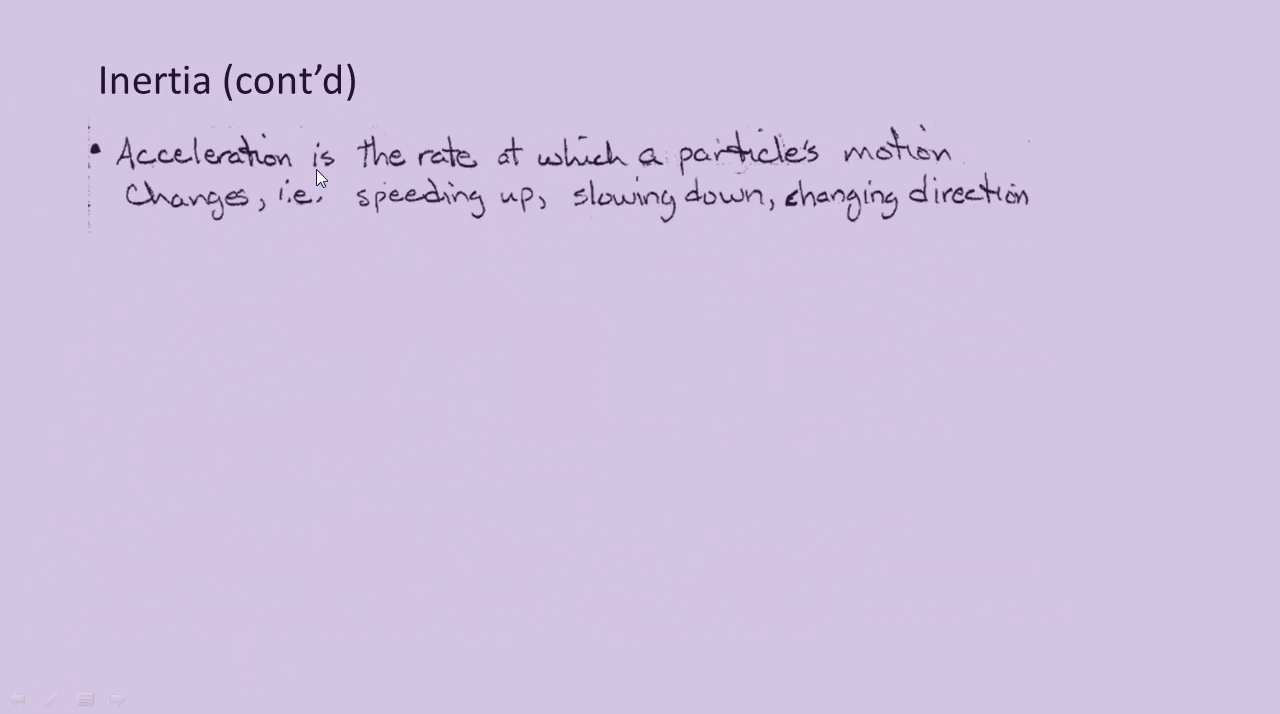 Inertia (cont’d)
• Acceleration is the rate at which a particle's motion
Changes, i.e. speeding up, slowing down, changing direction